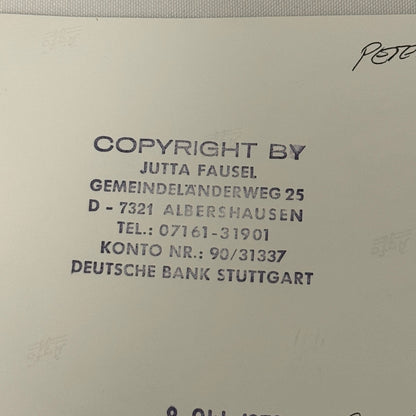 COPYRIGHT BY
JUTTA FAUSEL
GEMEINDELÄNDERWEG 25
D - 7321 ALBERSHAUSEN
TEL.: 07161-31901
KONTO NR.: 90/31337
DEUTSCHE BANK STUTTGART